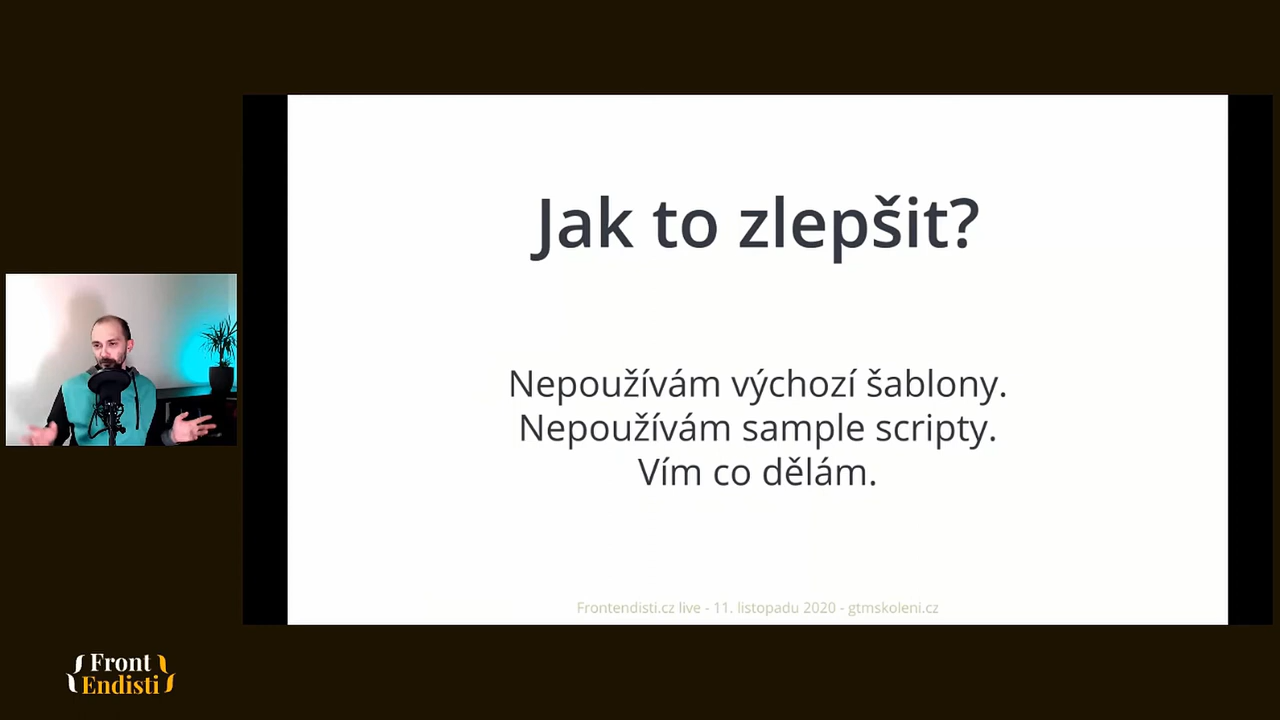 Jak to zlepšit?
Nepoužívám výchozí šablony.
Nepoužívám sample scripty.
Vím co dělám.
Frontendisti.cz live - 11. listopadu 2020 - gtmskoleni.cz
{Front}
{Endisti}